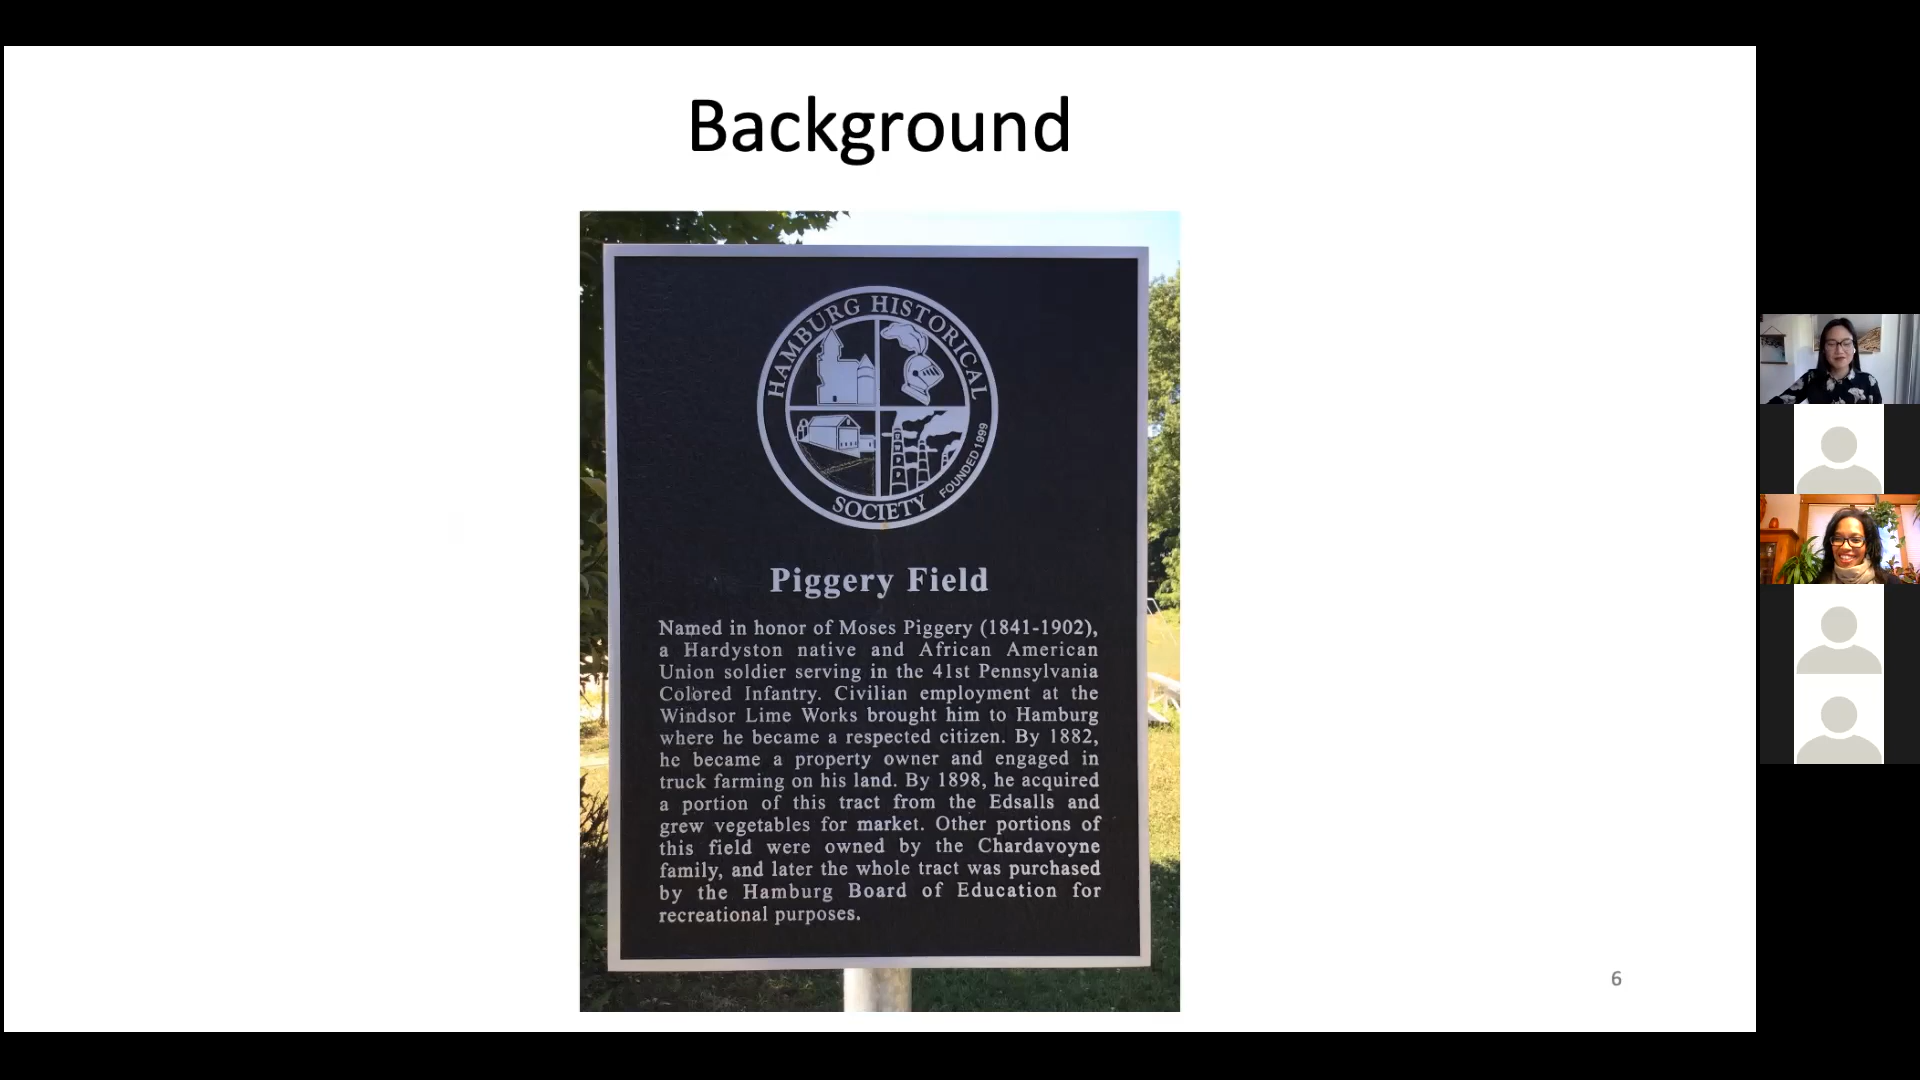 Background
HAMBURG HISTORICAL
SOCIETY
FOUNDED 1999
Piggery Field
Named in honor of Moses Piggery (1841-1902),
a Hardyston native and African American
Union soldier serving in the 41st Pennsylvania
Colored Infantry. Civilian employment at the
Windsor Lime Works brought him to Hamburg
where he became a respected citizen. By 1882,
he became a property owner and engaged in
truck farming on his land. By 1898, he acquired
a portion of this tract from the Edsalls and
grew vegetables for market. Other portions of
this field were owned by the Chardavoyne
family, and later the whole tract was purchased
by the Hamburg Board of Education for
recreational purposes.
6